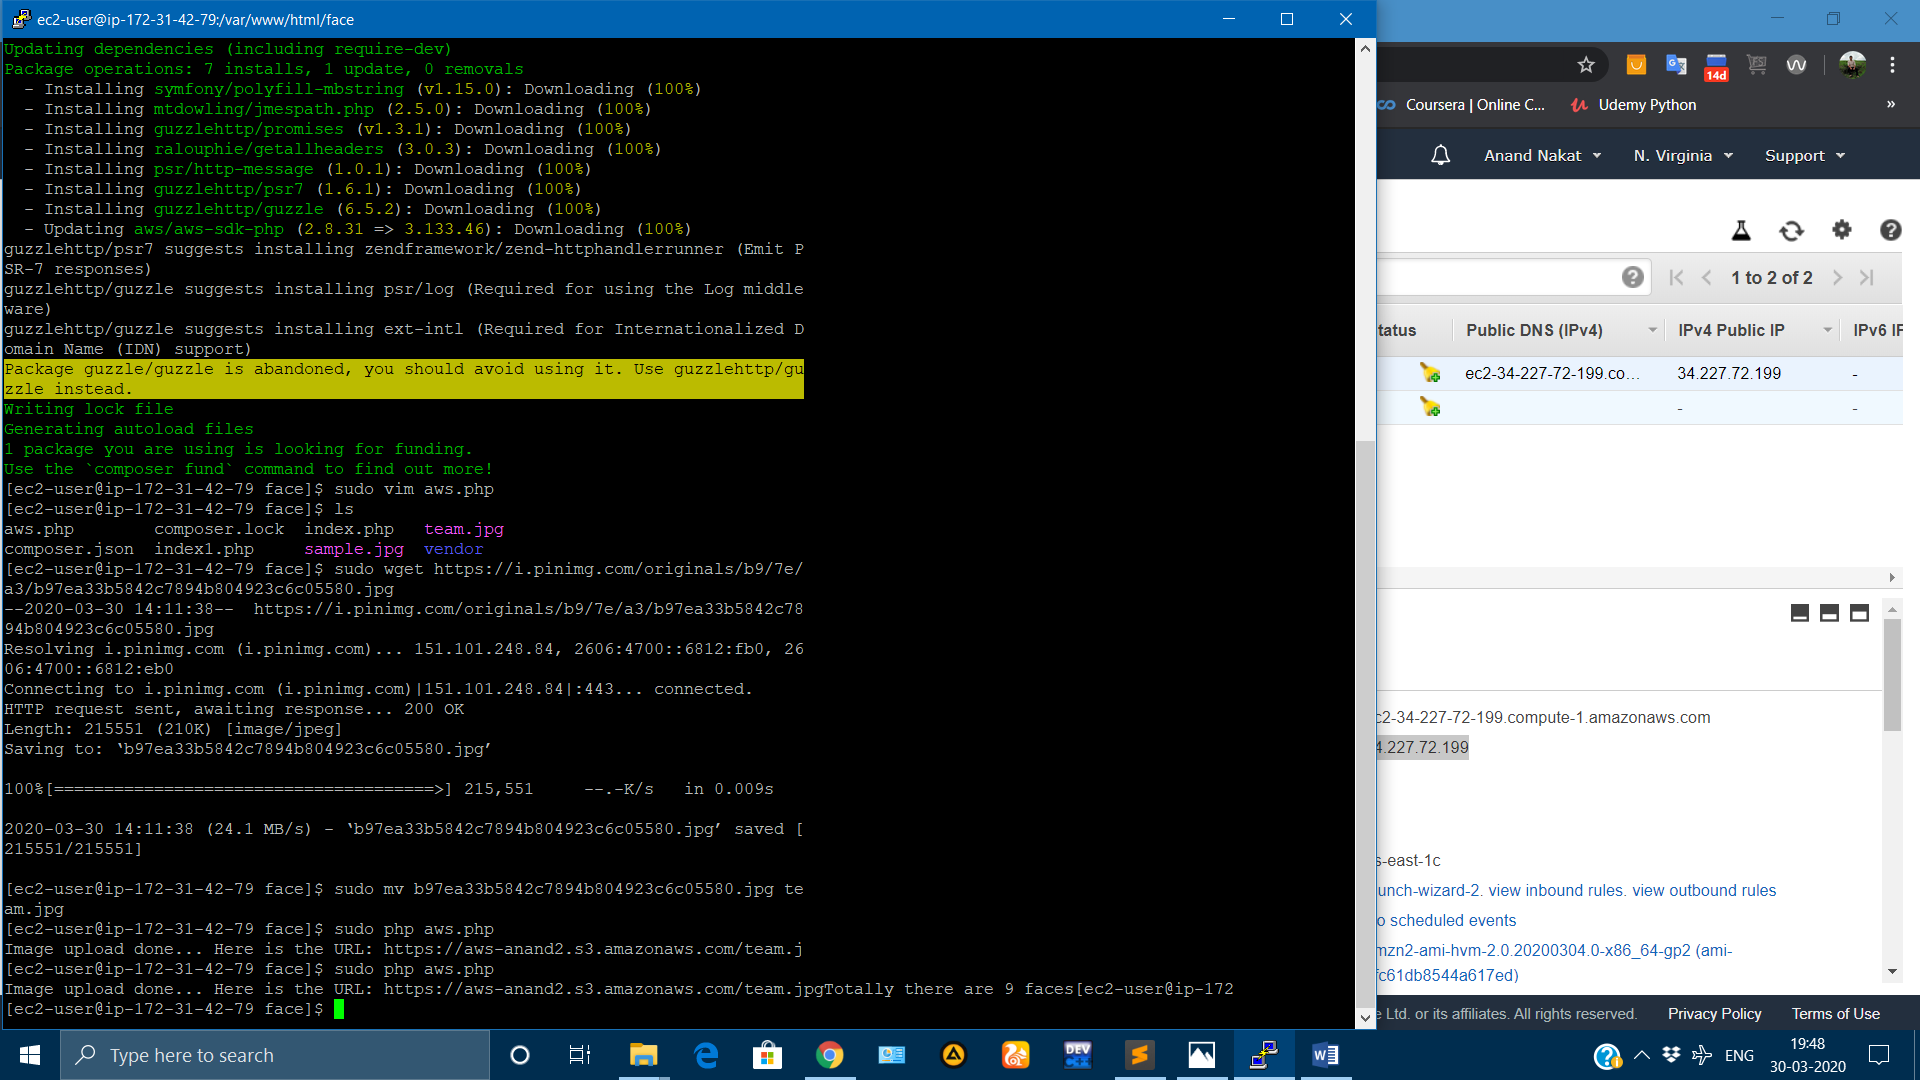 ec2-user@ip-172-31-42-79:/var/www/html/face
Updating dependencies (including require-dev)
Package operations: 7 installs, 1 update, 0 removals
- Installing symfony/polyfill-mbstring (v1.15.0): Downloading (100%)
- Installing mtdowling/jmespath.php (2.5.0): Downloading (100%)
- Installing guzzlehttp/promises (v1.3.1): Downloading (100%)
- Installing ralouphie/getallheaders (3.0.3): Downloading (100%)
- Installing psr/http-message (1.0.1): Downloading (100%)
- Installing guzzlehttp/psr7 (1.6.1): Downloading (100%)
- Installing guzzlehttp/guzzle (6.5.2): Downloading (100%)
- Updating aws/aws-sdk-php (2.8.31 => 3.133.46): Downloading (100%)
guzzlehttp/psr7 suggests installing zendframework/zend-httphandlerrunner (Emit P
SR-7 responses)
guzzlehttp/guzzle suggests installing psr/log (Required for using the Log middle
ware)
guzzlehttp/guzzle suggests installing ext-intl (Required for Internationalized D
omain Name (IDN) support)
Package guzzle/guzzle is abandoned, you should avoid using it. Use guzzlehttp/gu
zzle instead.
Writing lock file
Generating autoload files
1 package you are using is looking for funding.
Use the `composer fund` command to find out more!
[ec2-user@ip-172-31-42-79 face]$ sudo vim aws.php
[ec2-user@ip-172-31-42-79 face]$ ls
aws.php composer.lock index.php team.jpg
composer.json index1.php sample.jpg vendor
[ec2-user@ip-172-31-42-79 face]$ sudo wget https://i.pinimg.com/originals/b9/7e/
a3/b97ea33b5842c7894b804923c6c05580.jpg
--2020-03-30 14:11:38-- https://i.pinimg.com/originals/b9/7e/a3/b97ea33b5842c78
94b804923c6c05580.jpg
Resolving i.pinimg.com (i.pinimg.com)... 151.101.248.84, 2606:4700::6812:fb0, 26
06:4700::6812:eb0
Connecting to i.pinimg.com (i.pinimg.com)|151.101.248.84|:443... connected.
HTTP request sent, awaiting response... 200 OK
Length: 215551 (210K) [image/jpeg]
Saving to: ‘b97ea33b5842c7894b804923c6c05580.jpg’
100%[======================================>] 215,551 --.-K/s in 0.009s
2020-03-30 14:11:38 (24.1 MB/s) - ‘b97ea33b5842c7894b804923c6c05580.jpg’ saved [
215551/215551]
[ec2-user@ip-172-31-42-79 face]$ sudo mv b97ea33b5842c7894b804923c6c05580.jpg te
am.jpg
[ec2-user@ip-172-31-42-79 face]$ sudo php aws.php
Image upload done... Here is the URL: https://aws-anand2.s3.amazonaws.com/team.j
[ec2-user@ip-172-31-42-79 face]$ sudo php aws.php
Image upload done... Here is the URL: https://aws-anand2.s3.amazonaws.com/team.jpgTotally there are 9 faces[ec2-user@ip-172
[ec2-user@ip-172-31-42-79 face]$
14d
FS
Coursera | Online C... Udemy Python »
Anand Nakat N. Virginia Support
1 to 2 of 2
tatus Public DNS (IPv4) IPv4 Public IP IPv6 IF
ec2-34-227-72-199.co... 34.227.72.199 -
- -
c2-34-227-72-199.compute-1.amazonaws.com
4.227.72.199
s-east-1c
unch-wizard-2. view inbound rules. view outbound rules
o scheduled events
mzn2-ami-hvm-2.0.20200304.0-x86_64-gp2 (ami-
fc61db8544a617ed)
e Ltd. or its affiliates. All rights reserved. Privacy Policy Terms of Use
Type here to search
DEV
ENG
19:48
30-03-2020